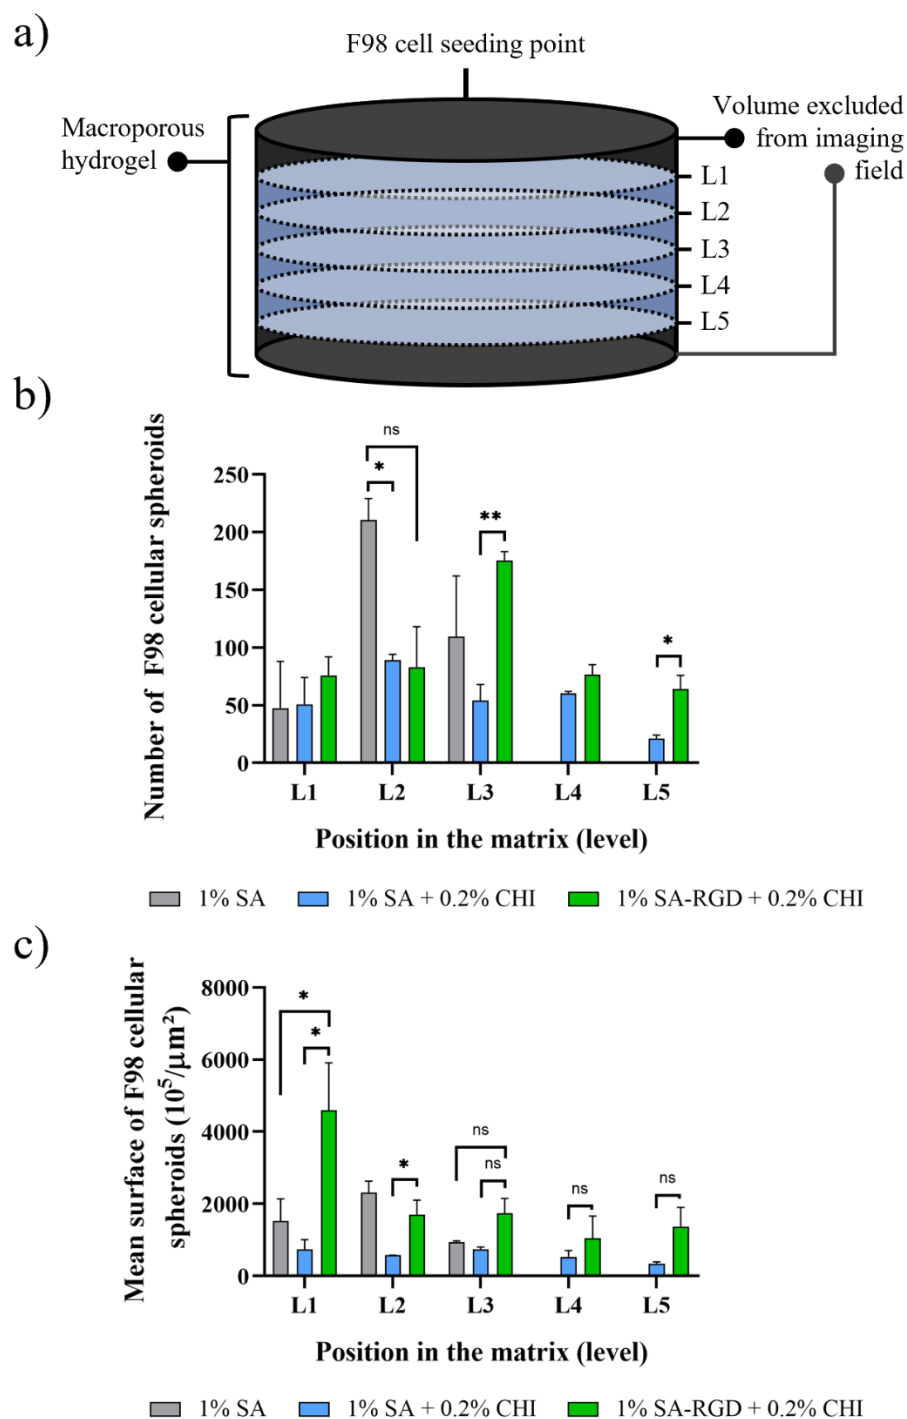 a)
F98 cell seeding point
Macroporous
hydrogel
Volume excluded
from imaging
field
L1
L2
L3
L4
L5
b)
Number of F98 cellular spheroids
250
200
150
100
50
0
ns
*
**
*
L1 L2 L3 L4 L5
Position in the matrix (level)
1% SA 1% SA + 0.2% CHI 1% SA-RGD + 0.2% CHI
c)
Mean surface of F98 cellular
spheroids (10⁵/µm²)
8000
6000
4000
2000
0
*
*
*
ns
ns
ns
ns
L1 L2 L3 L4 L5
Position in the matrix (level)
1% SA 1% SA + 0.2% CHI 1% SA-RGD + 0.2% CHI